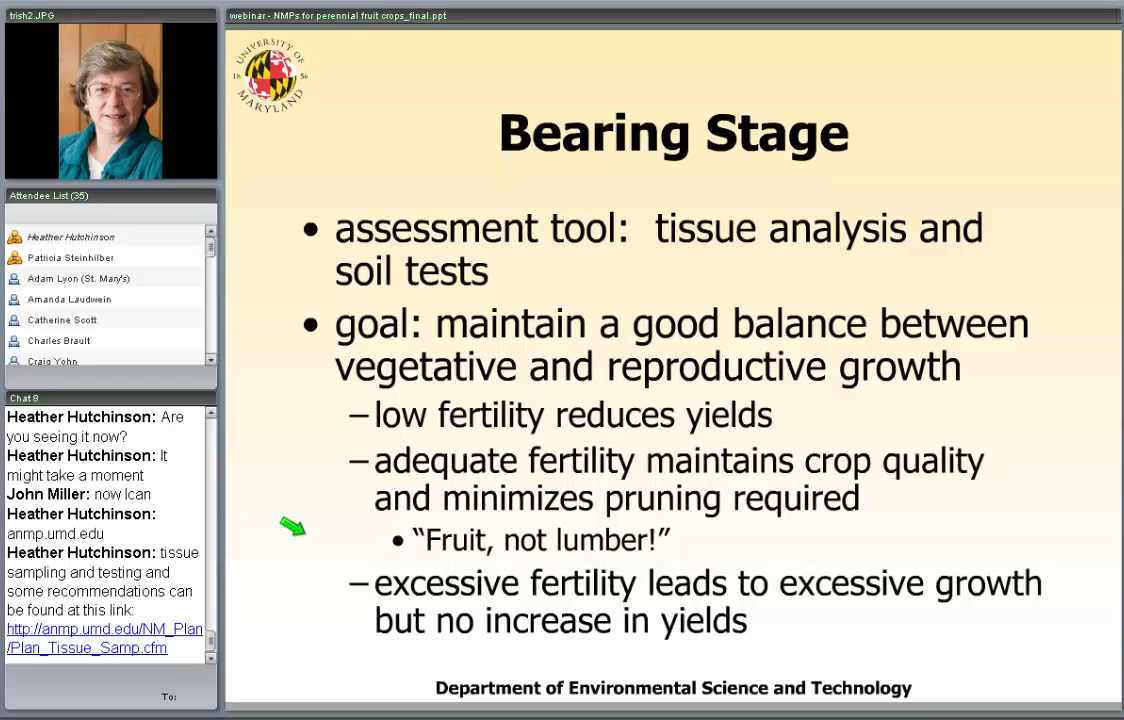 trish2.JPG
Attendee List (35)
Heather Hutchinson
Patricia Steinhilber
Adam Lyon (St. Mary's)
Amanda Laudwein
Catherine Scott
Charles Brault
Craig Yohn
Chat 8
Heather Hutchinson: Are
you seeing it now?
Heather Hutchinson: It
might take a moment
John Miller: now Ican
Heather Hutchinson:
anmp.umd.edu
Heather Hutchinson: tissue
sampling and testing and
some recommendations can
be found at this link:
http://anmp.umd.edu/NM_Plan
/Plan_Tissue_Samp.cfm
To:
webinar - NMPs for perennial fruit crops_final.ppt
UNIVERSITY OF
18 56
MARYLAND
Bearing Stage
• assessment tool: tissue analysis and
soil tests
• goal: maintain a good balance between
vegetative and reproductive growth
–low fertility reduces yields
–adequate fertility maintains crop quality
and minimizes pruning required
• “Fruit, not lumber!”
–excessive fertility leads to excessive growth
but no increase in yields
Department of Environmental Science and Technology